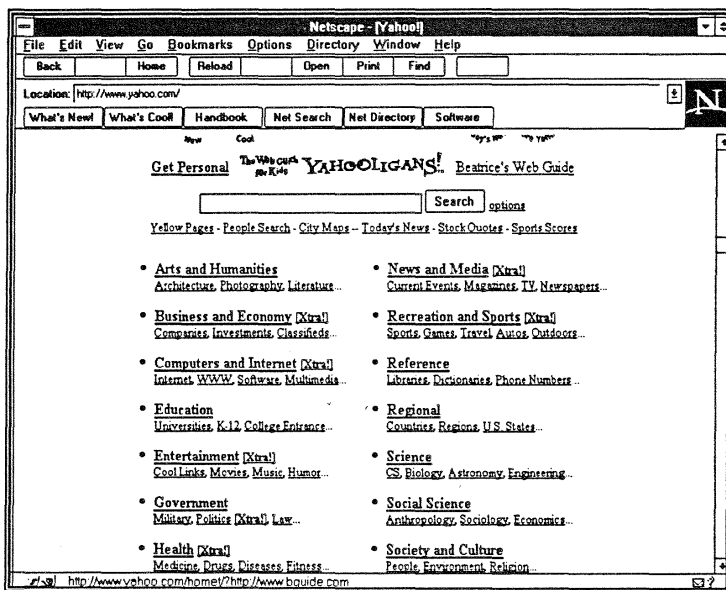 Netscape - [Yahoo!]
File Edit View Go Bookmarks Options Directory Window Help
Back Home Reload Open Print Find
Location: http://www.yahoo.com/
N
What's New! What's Cool! Handbook Net Search Net Directory Software
New Cool
Get Personal The Web Guide for Kids YAHOOLIGANS! Beatrice's Web Guide
Search options
Yellow Pages - People Search - City Maps -- Today's News - Stock Quotes - Sports Scores
• Arts and Humanities
Architecture, Photography, Literature...
• Business and Economy [Xtra!]
Companies, Investments, Classifieds...
• Computers and Internet [Xtra!]
Internet, WWW, Software, Multimedia...
• Education
Universities, K-12, College Entrance...
• Entertainment [Xtra!]
Cool Links, Movies, Music, Humor...
• Government
Military, Politics [Xtra!], Law...
• Health [Xtra!]
Medicine, Drugs, Diseases, Fitness...
• News and Media [Xtra!]
Current Events, Magazines, TV, Newspapers...
• Recreation and Sports [Xtra!]
Sports, Games, Travel, Autos, Outdoors...
• Reference
Libraries, Dictionaries, Phone Numbers...
• Regional
Countries, Regions, U.S. States...
• Science
CS, Biology, Astronomy, Engineering...
• Social Science
Anthropology, Sociology, Economics...
• Society and Culture
People, Environment, Religion...
http://www.yahoo.com/homet/?http://www.bguide.com